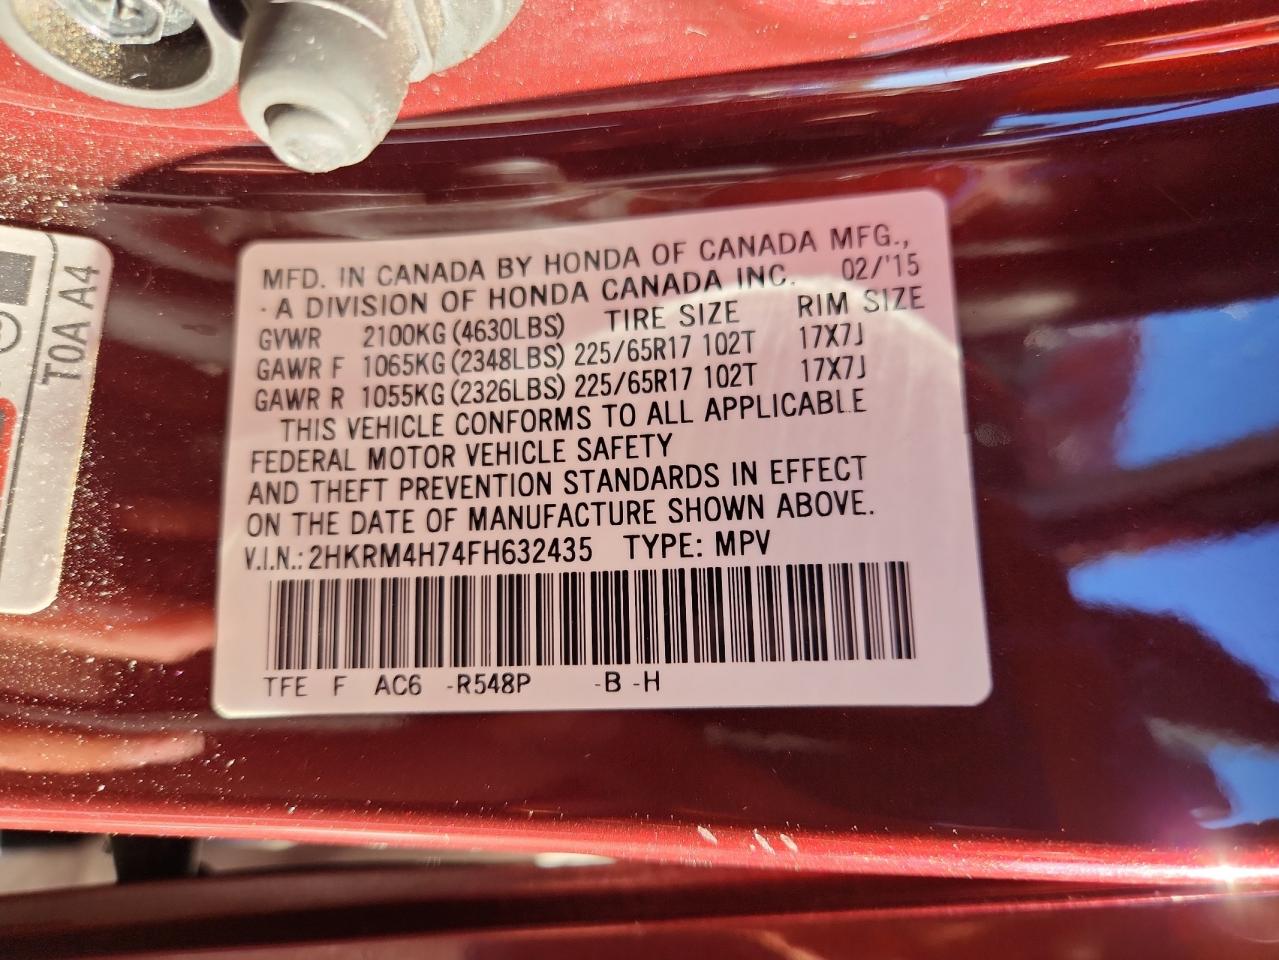 MFD. IN CANADA BY HONDA OF CANADA MFG.,
- A DIVISION OF HONDA CANADA INC. 02/'15
GVWR 2100KG (4630LBS) TIRE SIZE RIM SIZE
GAWR F 1065KG (2348LBS) 225/65R17 102T 17X7J
GAWR R 1055KG (2326LBS) 225/65R17 102T 17X7J
THIS VEHICLE CONFORMS TO ALL APPLICABLE
FEDERAL MOTOR VEHICLE SAFETY
AND THEFT PREVENTION STANDARDS IN EFFECT
ON THE DATE OF MANUFACTURE SHOWN ABOVE.
V.I.N.: 2HKRM4H74FH632435 TYPE: MPV
TFE F AC6 -R548P -B -H
T0A A4